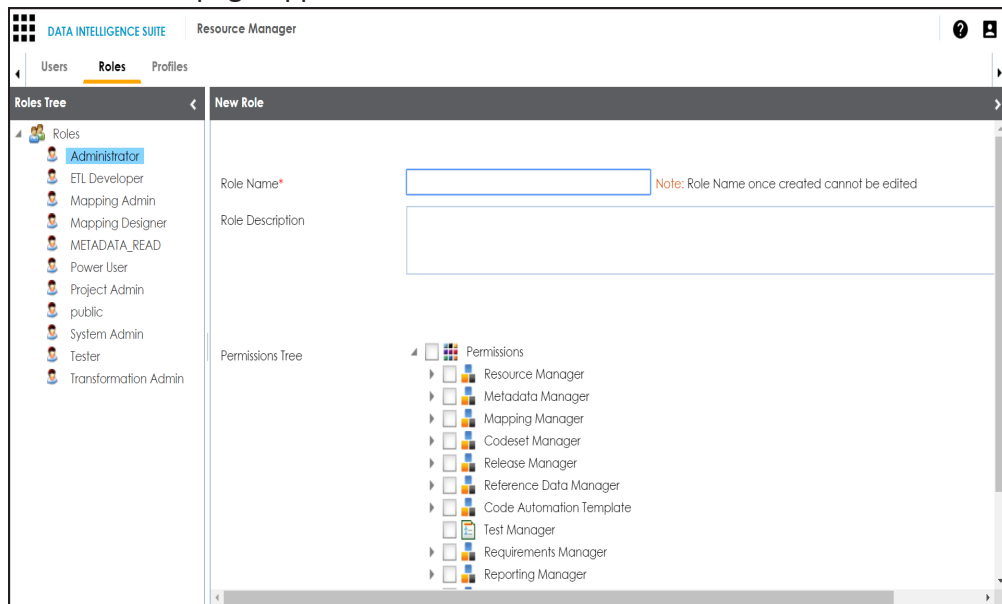 DATA INTELLIGENCE SUITE Resource Manager
Users Roles Profiles
Roles Tree
Roles
Administrator
ETL Developer
Mapping Admin
Mapping Designer
METADATA_READ
Power User
Project Admin
public
System Admin
Tester
Transformation Admin
New Role
Role Name* Note: Role Name once created cannot be edited
Role Description
Permissions Tree
Permissions
Resource Manager
Metadata Manager
Mapping Manager
Codeset Manager
Release Manager
Reference Data Manager
Code Automation Template
Test Manager
Requirements Manager
Reporting Manager